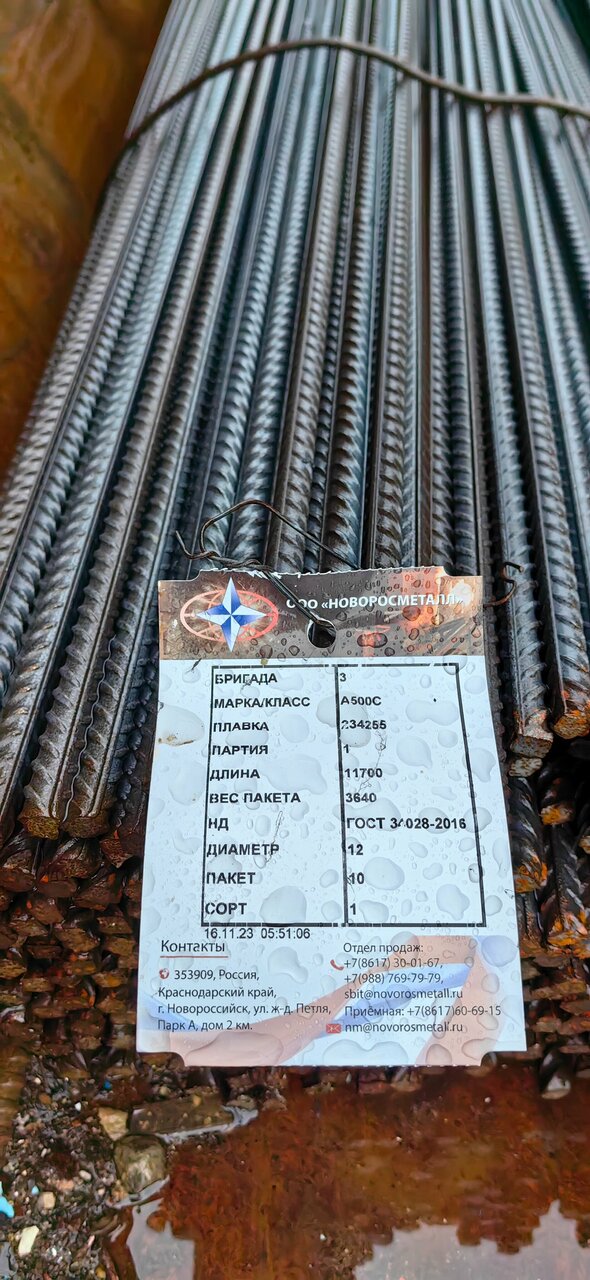 ООО «НОВОРОСМЕТАЛЛ»
БРИГАДА 3
МАРКА/КЛАСС А500С
ПЛАВКА 234255
ПАРТИЯ 1
ДЛИНА 11700
ВЕС ПАКЕТА 3640
НД ГОСТ 34028-2016
ДИАМЕТР 12
ПАКЕТ 10
СОРТ 1
16.11.23 05:51:06
Контакты
353909, Россия,
Краснодарский край,
г. Новороссийск, ул. ж-д. Петля,
Парк А, дом 2 км.
Отдел продаж:
+7(8617) 30-01-67,
+7(988) 769-79-79,
sbit@novorosmetall.ru
Приёмная: +7(8617)60-69-15
nm@novorosmetall.ru